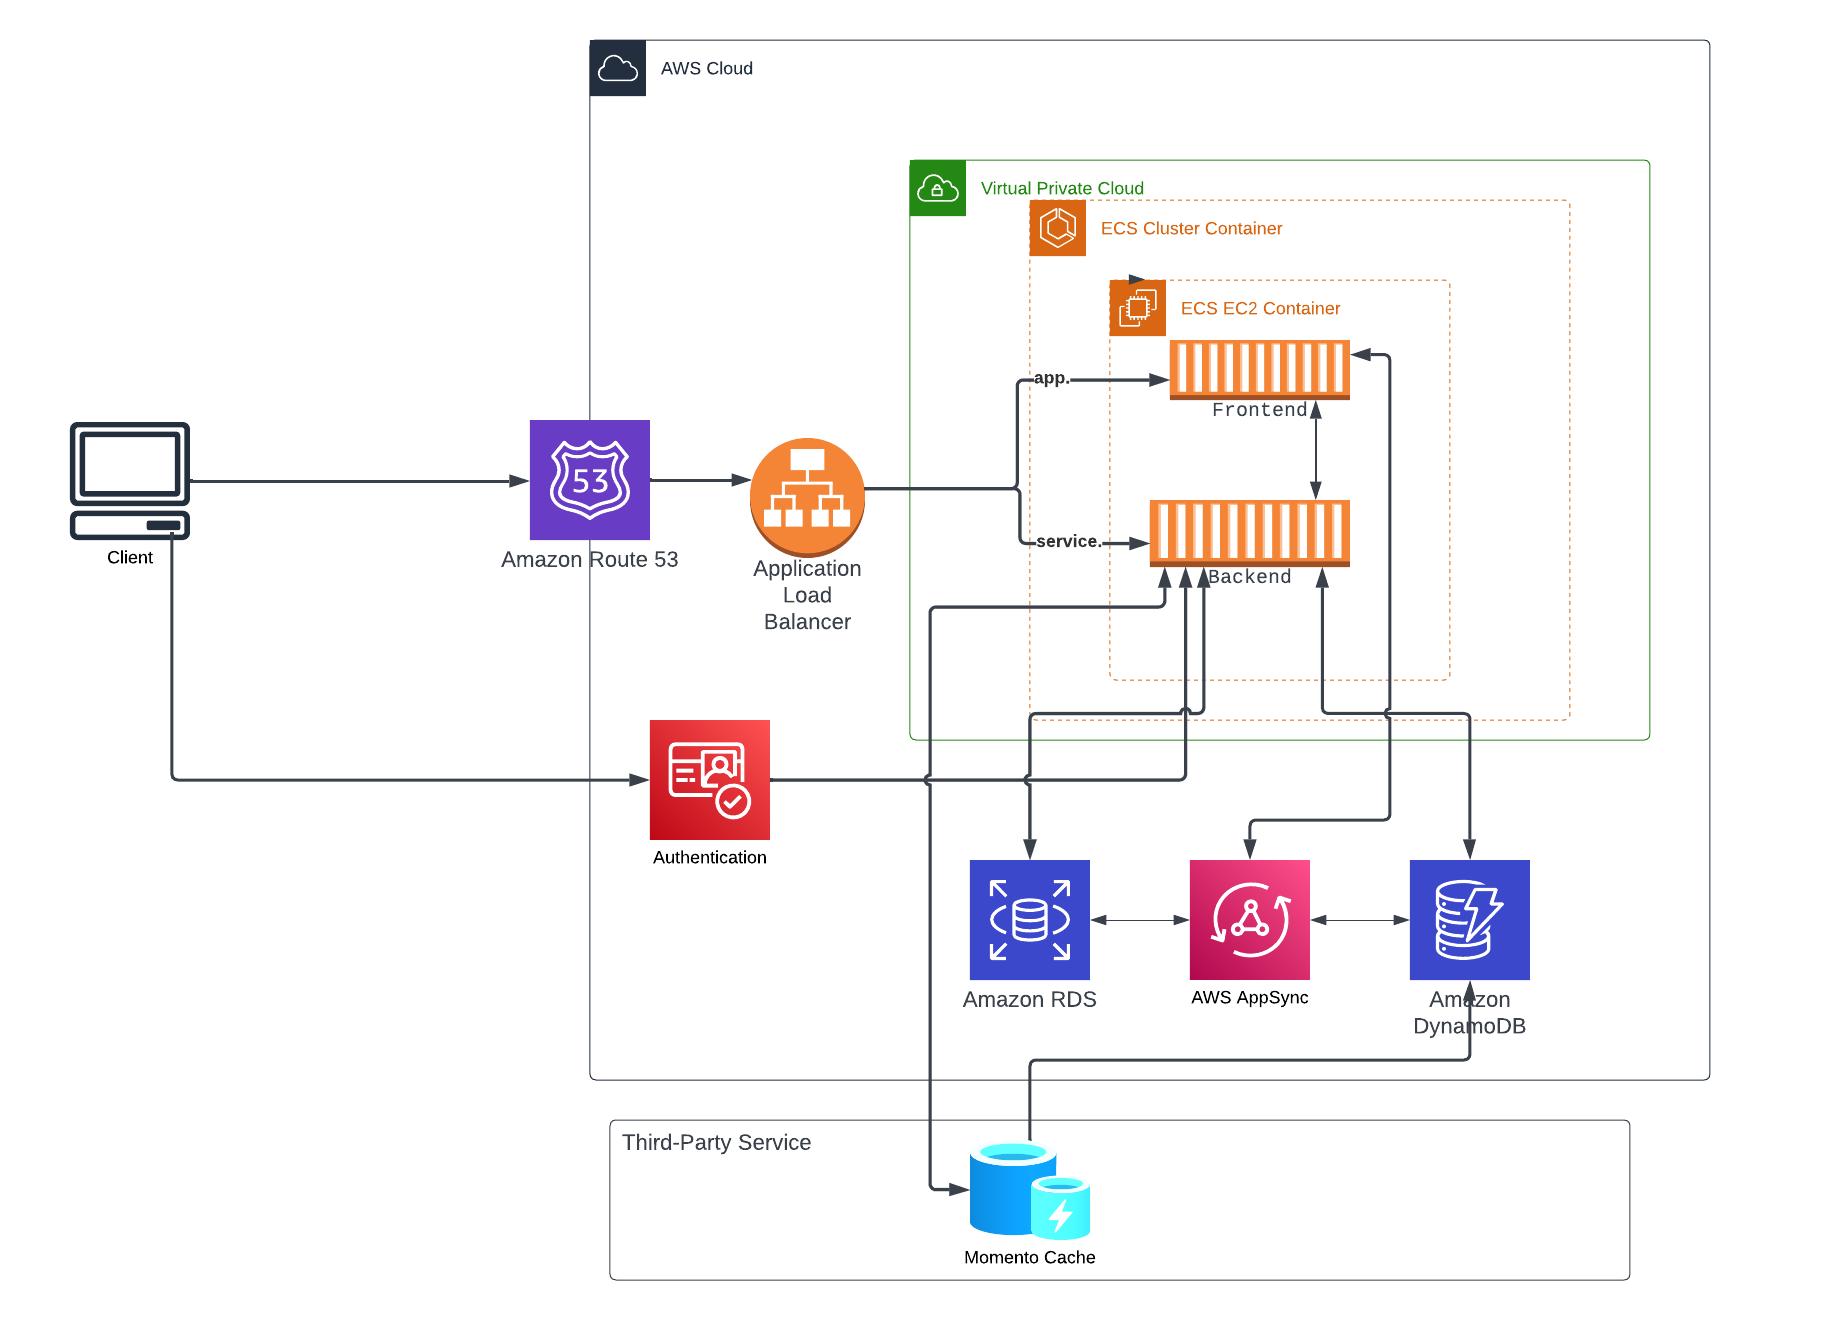 AWS Cloud
Virtual Private Cloud
ECS Cluster Container
ECS EC2 Container
app.
Frontend
53
service.
Client
Amazon Route 53
Application
Load
Balancer
Backend
Authentication
Amazon RDS
AWS AppSync
Amazon
DynamoDB
Third-Party Service
Momento Cache